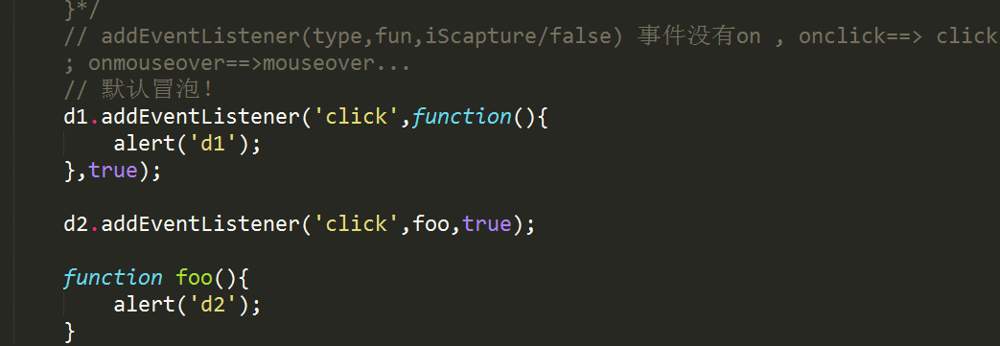 }*/
// addEventListener(type,fun,iScapture/false) 事件没有on , onclick==> click
; onmouseover==>mouseover...
// 默认冒泡！
d1.addEventListener('click',function(){
alert('d1');
},true);
d2.addEventListener('click',foo,true);
function foo(){
alert('d2');
}